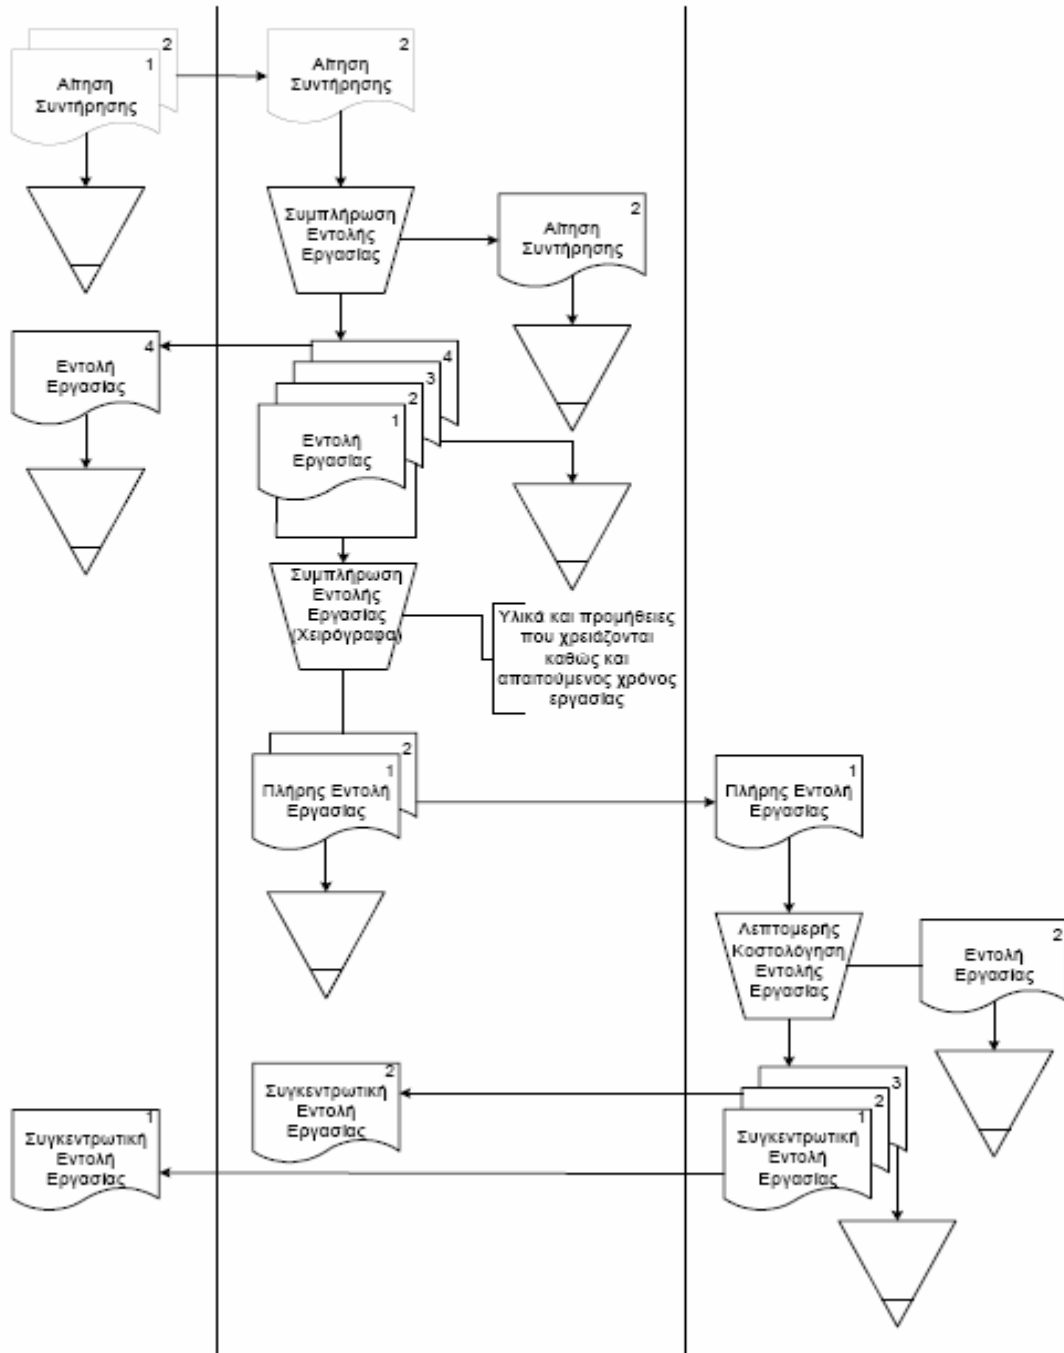 2
1
Αίτηση
Συντήρησης
2
Αίτηση
Συντήρησης
Συμπλήρωση
Εντολής
Εργασίας
2
Αίτηση
Συντήρησης
4
Εντολή
Εργασίας
4
3
2
1
Εντολή
Εργασίας
Συμπλήρωση
Εντολής
Εργασίας
(Χειρόγραφα)
Υλικά και προμήθειες
που χρειάζονται
καθώς και
απαιτούμενος χρόνος
εργασίας
2
1
Πλήρης Εντολή
Εργασίας
1
Πλήρης Εντολή
Εργασίας
Λεπτομερής
Κοστολόγηση
Εντολής
Εργασίας
2
Εντολή
Εργασίας
2
Συγκεντρωτική
Εντολή
Εργασίας
3
2
1
Συγκεντρωτική
Εντολή
Εργασίας
1
Συγκεντρωτική
Εντολή
Εργασίας